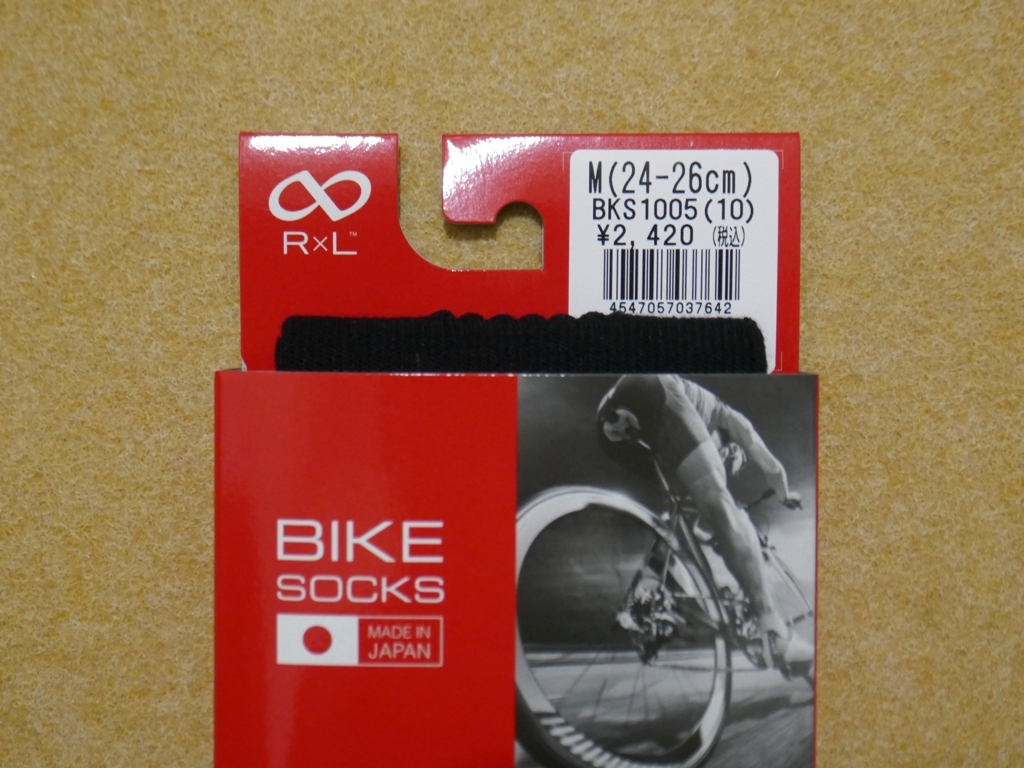 R×L™
M(24-26cm)
BKS1005(10)
¥2,420 (税込)
4547057037642
BIKE
SOCKS
MADE IN
JAPAN